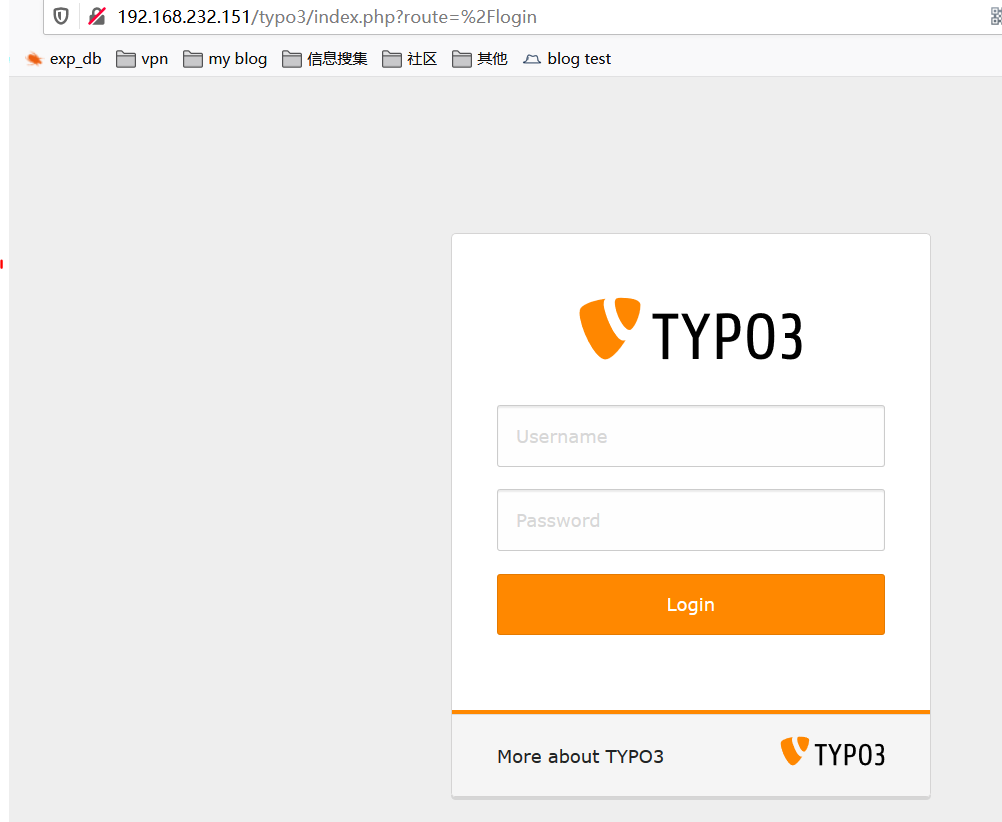 192.168.232.151/typo3/index.php?route=%2Flogin
exp_db vpn my blog 信息搜集 社区 其他 blog test
TYPO3
Username
Password
Login
More about TYPO3 TYPO3